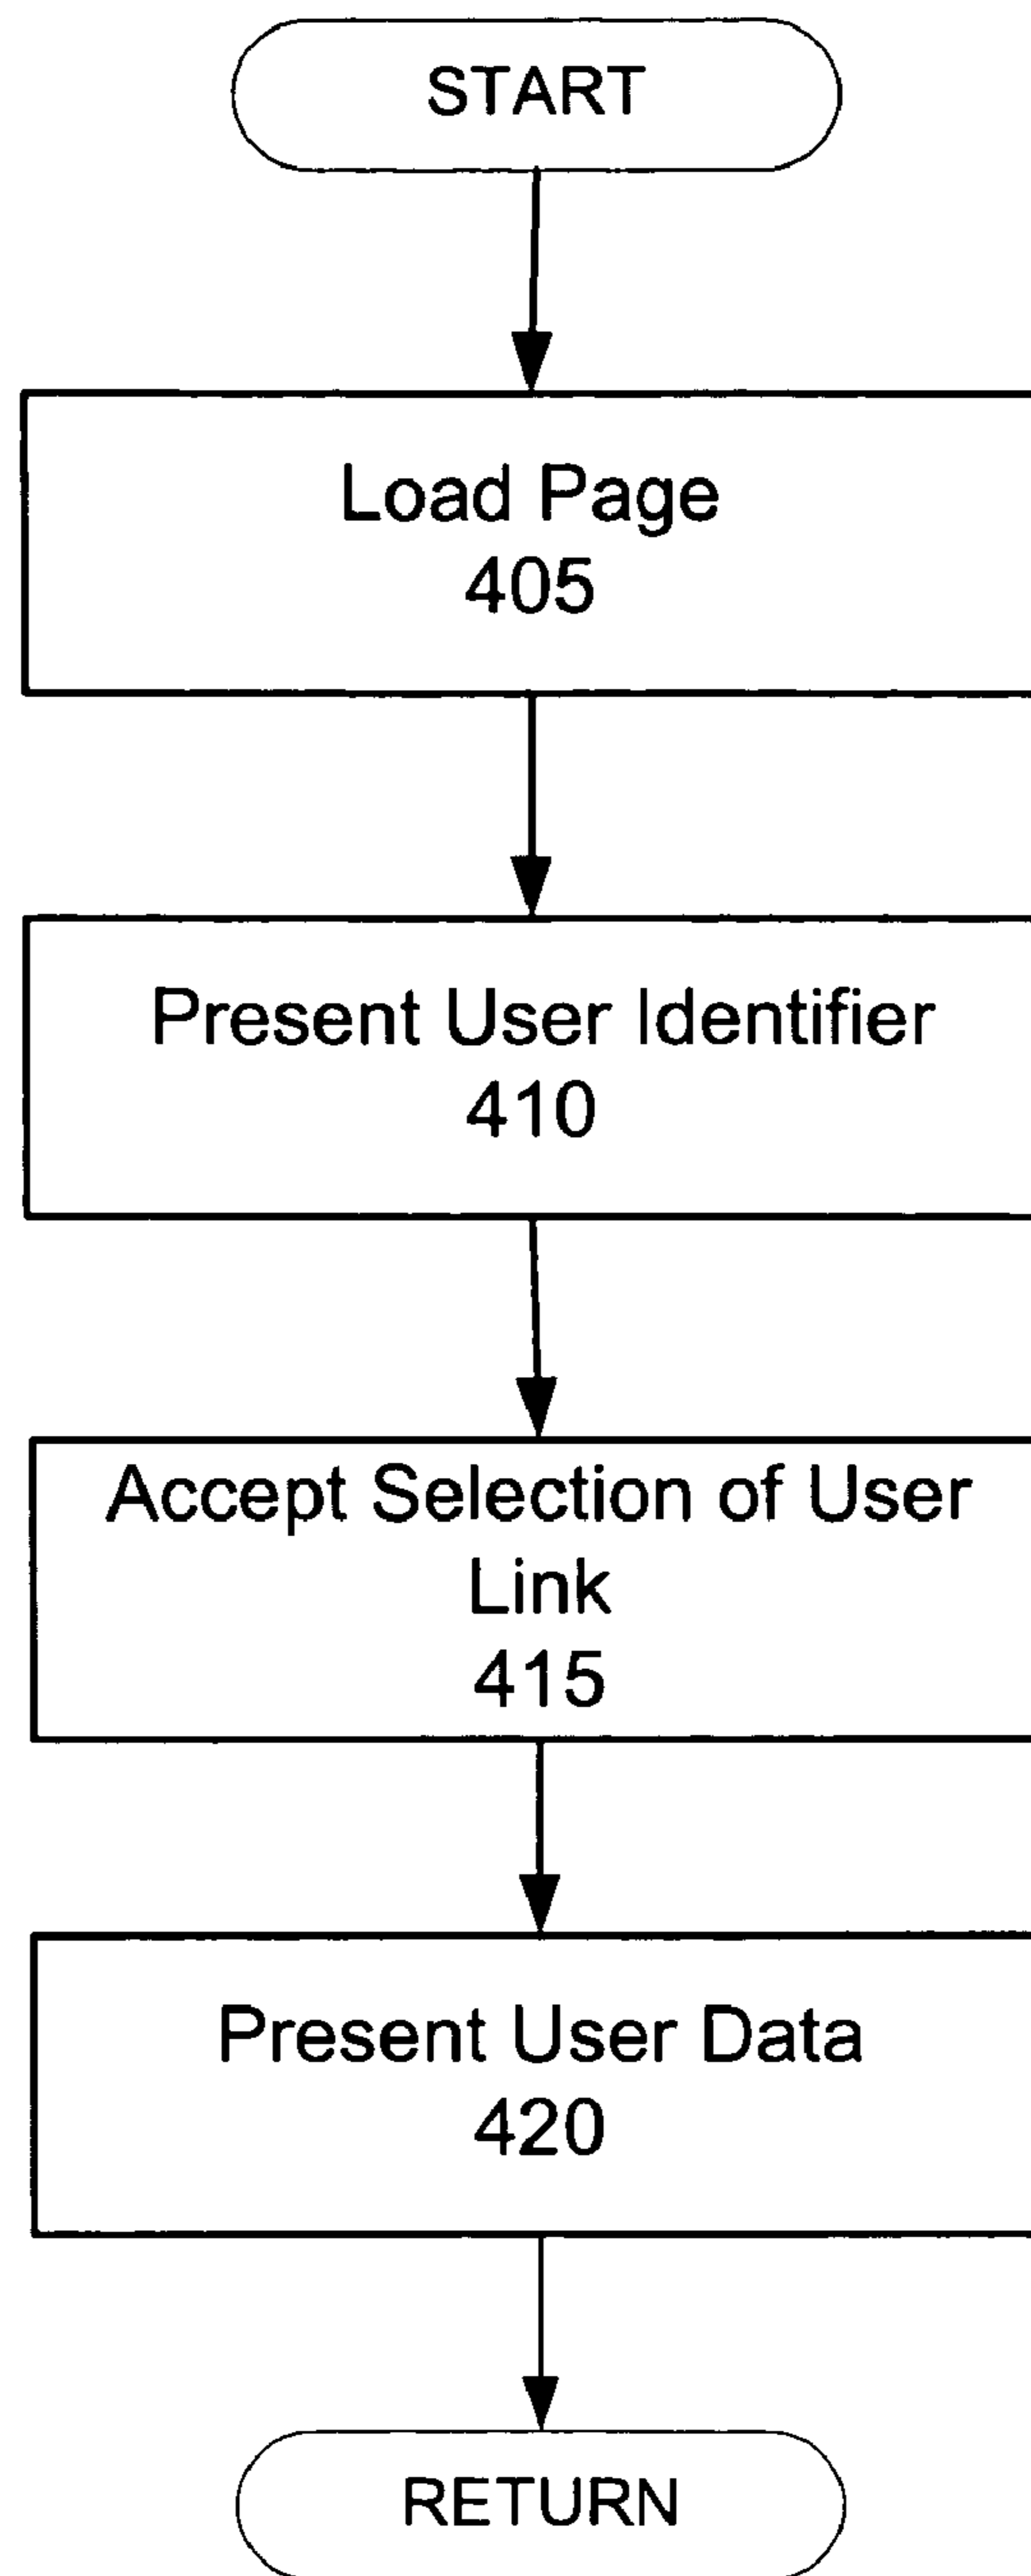 START
Load Page
405
Present User Identifier
410
Accept Selection of User
Link
415
Present User Data
420
RETURN